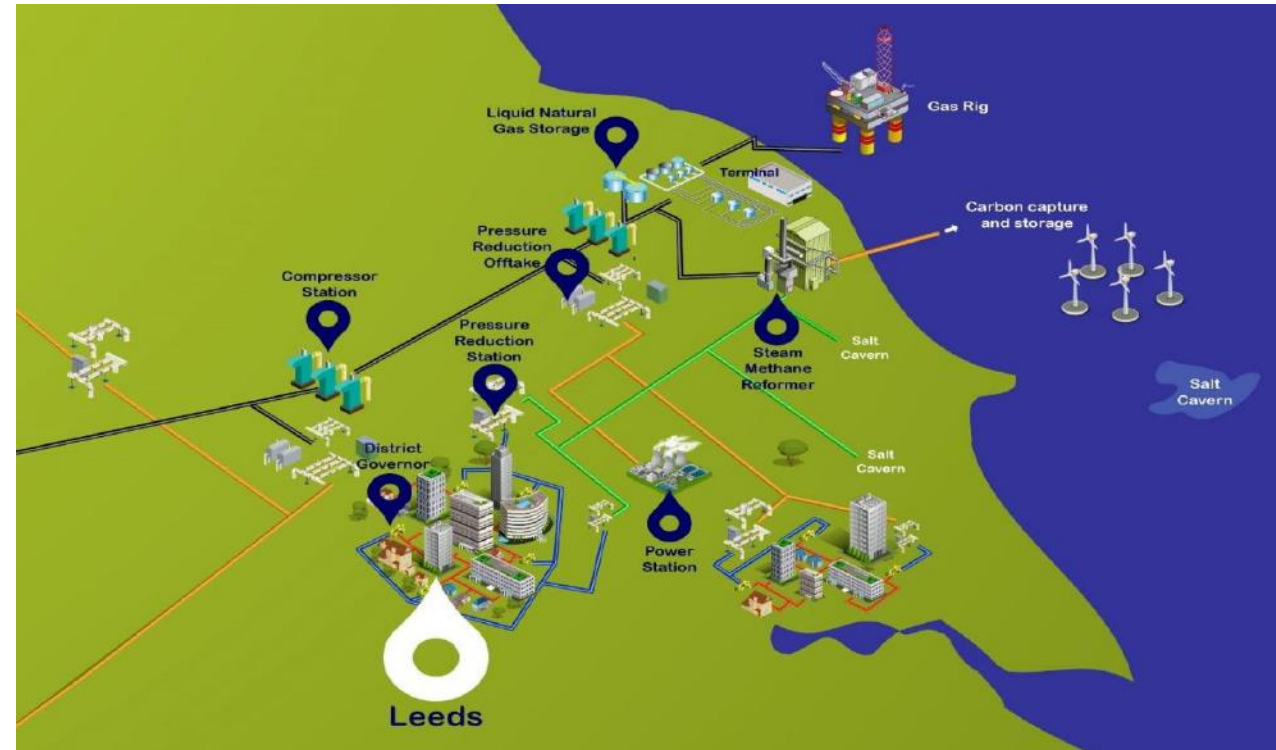 Gas Rig
Liquid Natural
Gas Storage
Terminal
Carbon capture
and storage
Pressure
Reduction
Offtake
Compressor
Station
Pressure
Reduction
Station
Salt
Cavern
Steam
Methane
Reformer
Salt
Cavern
District
Governor
Salt
Cavern
Power
Station
Leeds